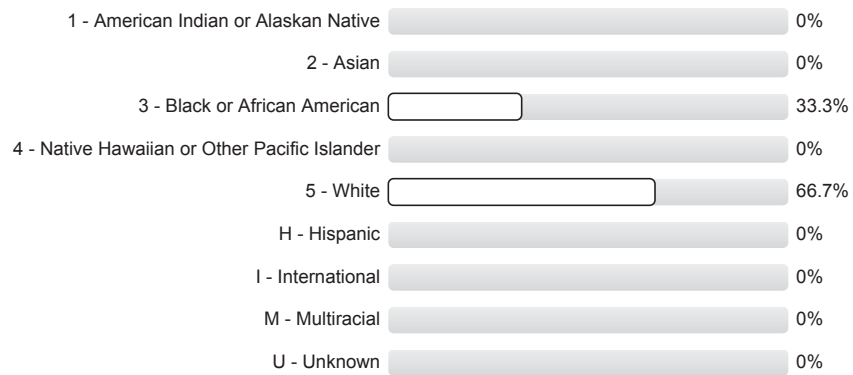 1 - American Indian or Alaskan Native 0%
2 - Asian 0%
3 - Black or African American 33.3%
4 - Native Hawaiian or Other Pacific Islander 0%
5 - White 66.7%
H - Hispanic 0%
I - International 0%
M - Multiracial 0%
U - Unknown 0%